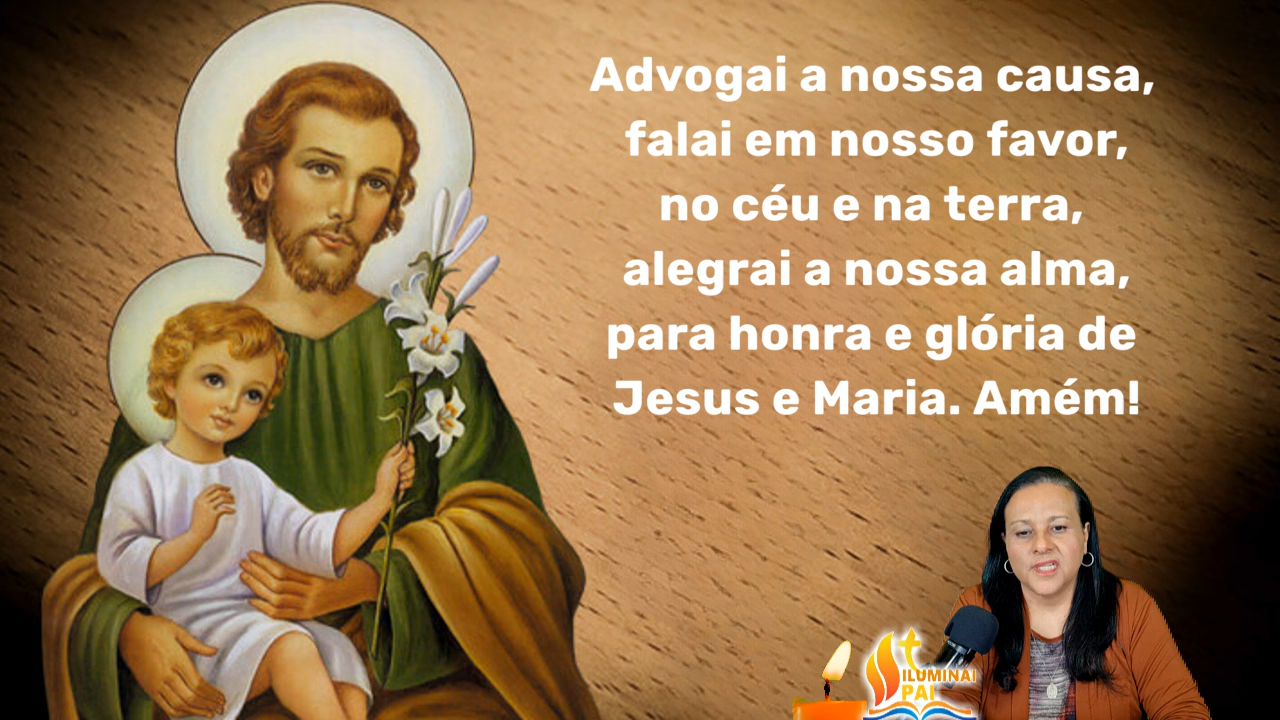 Advogai a nossa causa,
falai em nosso favor,
no céu e na terra,
alegrai a nossa alma,
para honra e glória de
Jesus e Maria. Amém!
ILUMINAI
PAI